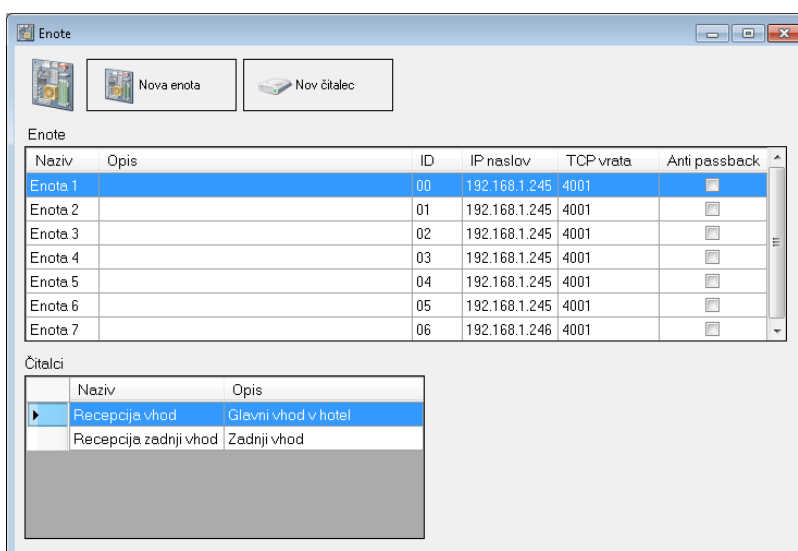 Enote
Nova enota Nov čitalec
Enote
Naziv Opis ID IP naslov TCP vrata Anti passback
Enota 1 00 192.168.1.245 4001
Enota 2 01 192.168.1.245 4001
Enota 3 02 192.168.1.245 4001
Enota 4 03 192.168.1.245 4001
Enota 5 04 192.168.1.245 4001
Enota 6 05 192.168.1.245 4001
Enota 7 06 192.168.1.246 4001
Čitalci
Naziv Opis
Recepcija vhod Glavni vhod v hotel
Recepcija zadnji vhod Zadnji vhod